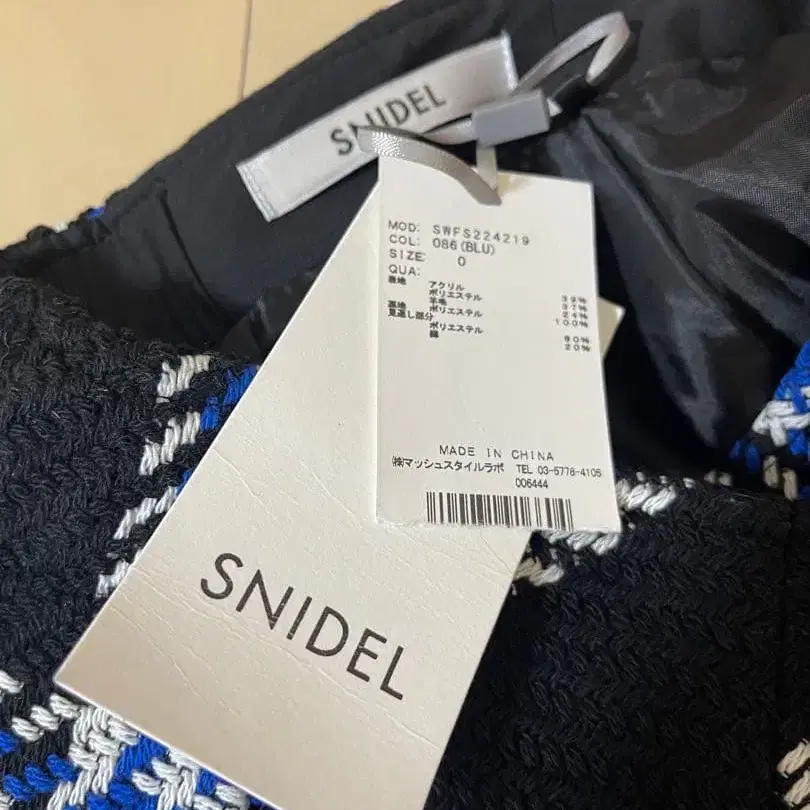 SNIDEL
MOD: SWFS224219
COL: 086(BLU)
SIZE: 0
QUA:
表地 アクリル 39%
ポリエステル 37%
羊毛 24%
裏地 ポリエステル 100%
見返し部分
ポリエステル 80%
綿 20%
MADE IN CHINA
㈱マッシュスタイルラボ TEL 03-5778-4105
006444
SNIDEL